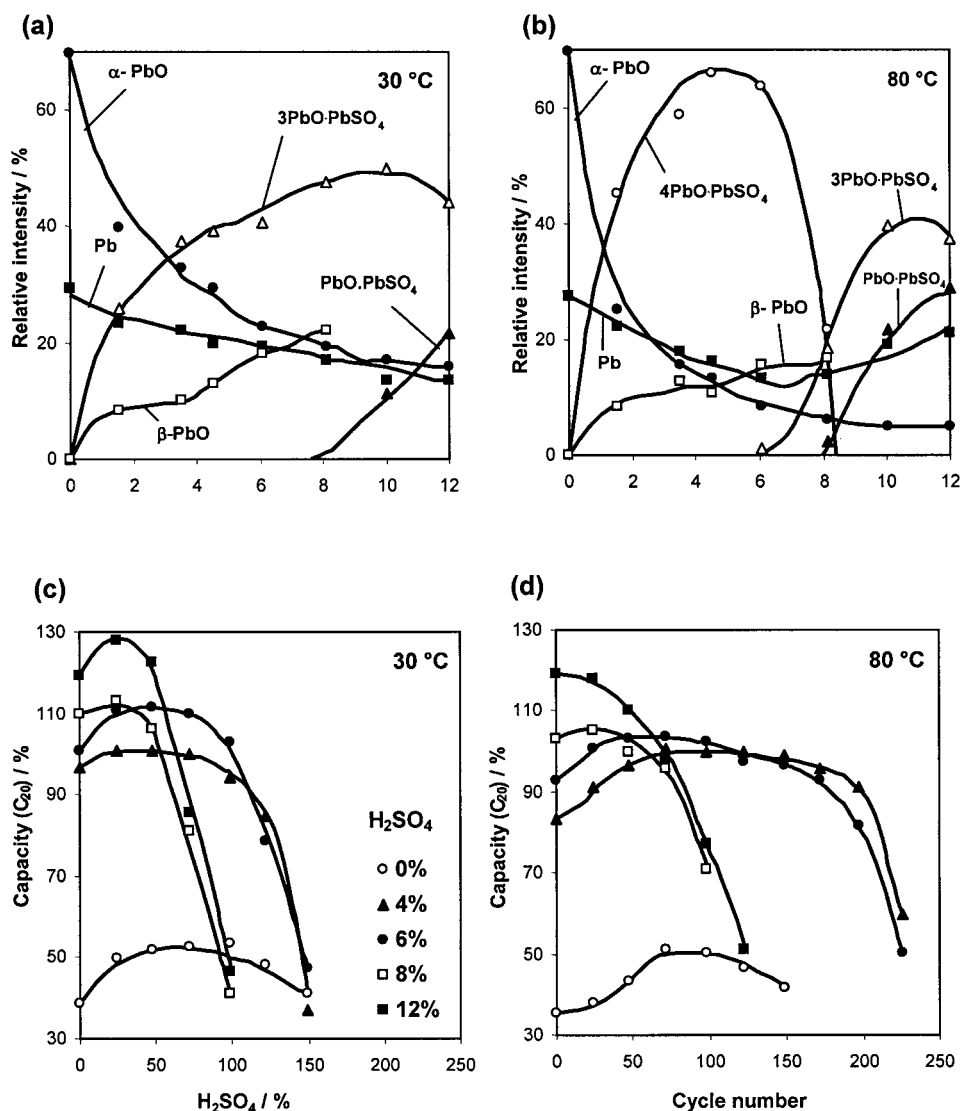 (a)
30 °C
α- PbO
3PbO·PbSO₄
Pb
PbO.PbSO₄
β-PbO
Relative intensity / %
60
40
20
0
0 2 4 6 8 10 12
(b)
80 °C
α- PbO
4PbO·PbSO₄
3PbO·PbSO₄
PbO·PbSO₄
β- PbO
Pb
Relative intensity / %
60
40
20
0
0 2 4 6 8 10 12
(c)
30 °C
Capacity (C₂₀) / %
130
110
90
70
50
30
H₂SO₄
0%
4%
6%
8%
12%
0 50 100 150 200 250
H₂SO₄ / %
(d)
80 °C
Capacity (C₂₀) / %
130
110
90
70
50
30
0 50 100 150 200 250
Cycle number